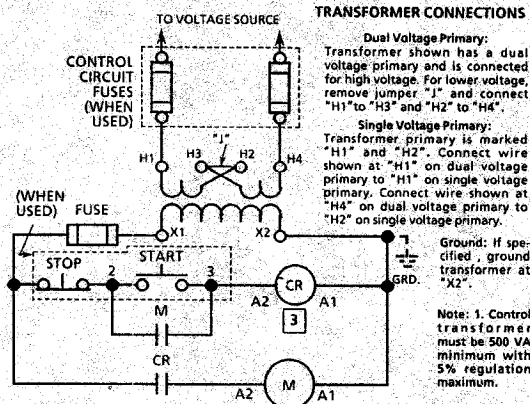 TO VOLTAGE SOURCE
TRANSFORMER CONNECTIONS
Dual Voltage Primary:
Transformer shown has a dual
voltage primary and is connected
for high voltage. For lower voltage,
remove jumper "J" and connect
"H1"to "H3" and "H2" to "H4".
Single Voltage Primary:
Transformer primary is marked
"H1" and "H2". Connect wire
shown at "H1" on dual voltage
primary to "H1" on single voltage
primary. Connect wire shown at
"H4" on dual voltage primary to
"H2" on single voltage primary.
Ground: If spe-
cified , ground
transformer at
"X2".
Note: 1. Control
transformer
must be 500 VA
minimum with
5% regulation
maximum.
CONTROL
CIRCUIT
FUSES
(WHEN
USED)
"J"
H1
H3
H2
H4
(WHEN
USED)
FUSE
X1
X2
GRD.
STOP
2
START
3
A2
CR
A1
3
M
CR
A2
M
A1